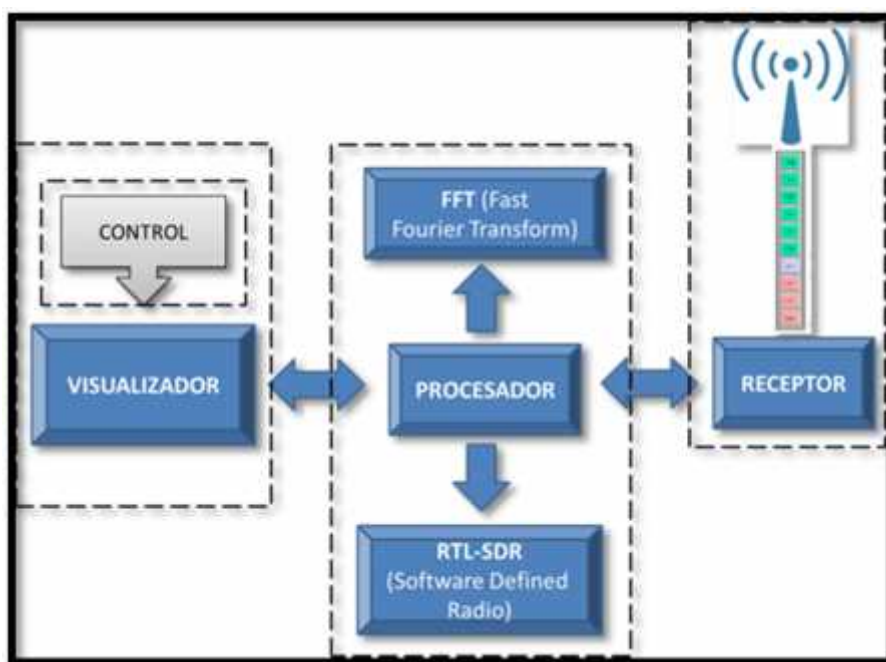 CONTROL
VISUALIZADOR
FFT (Fast
Fourier Transform)
PROCESADOR
RTL-SDR
(Software Defined
Radio)
RECEPTOR